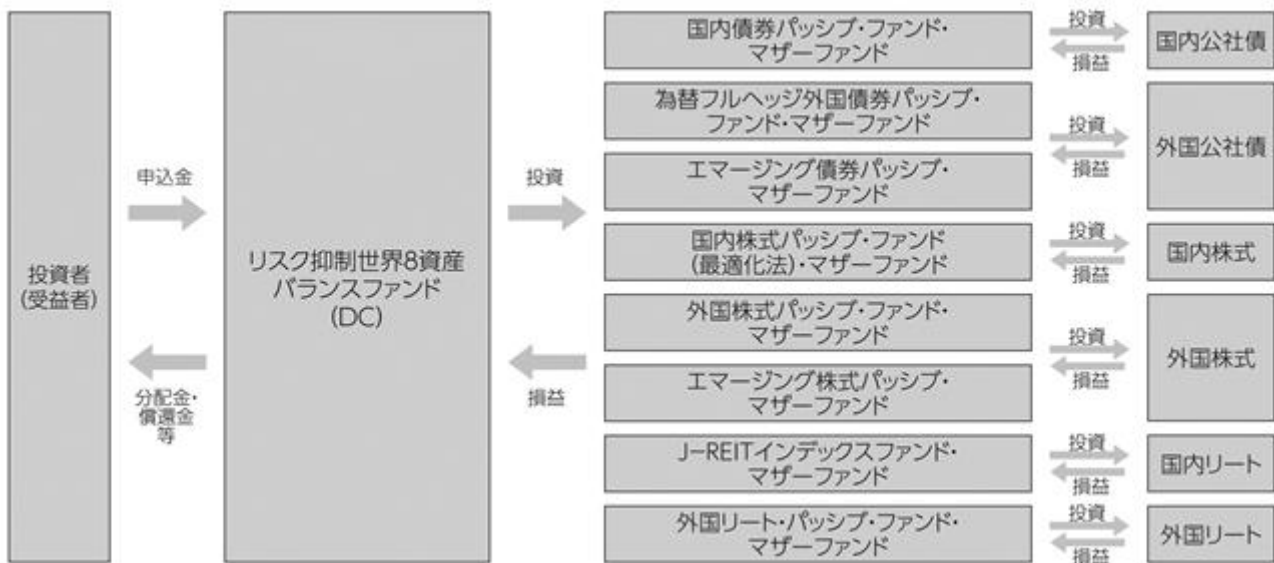 投資者
(受益者)
申込金
分配金・
償還金
等
リスク抑制世界8資産
バランスファンド
(DC)
投資
損益
国内債券パッシブ・ファンド・
マザーファンド
投資
損益
国内公社債
為替フルヘッジ外国債券パッシブ・
ファンド・マザーファンド
エマージング債券パッシブ・
マザーファンド
投資
損益
外国公社債
国内株式パッシブ・ファンド
(最適化法)・マザーファンド
投資
損益
国内株式
外国株式パッシブ・ファンド・
マザーファンド
エマージング株式パッシブ・
マザーファンド
投資
損益
外国株式
J-REITインデックスファンド・
マザーファンド
投資
損益
国内リート
外国リート・パッシブ・ファンド・
マザーファンド
投資
損益
外国リート